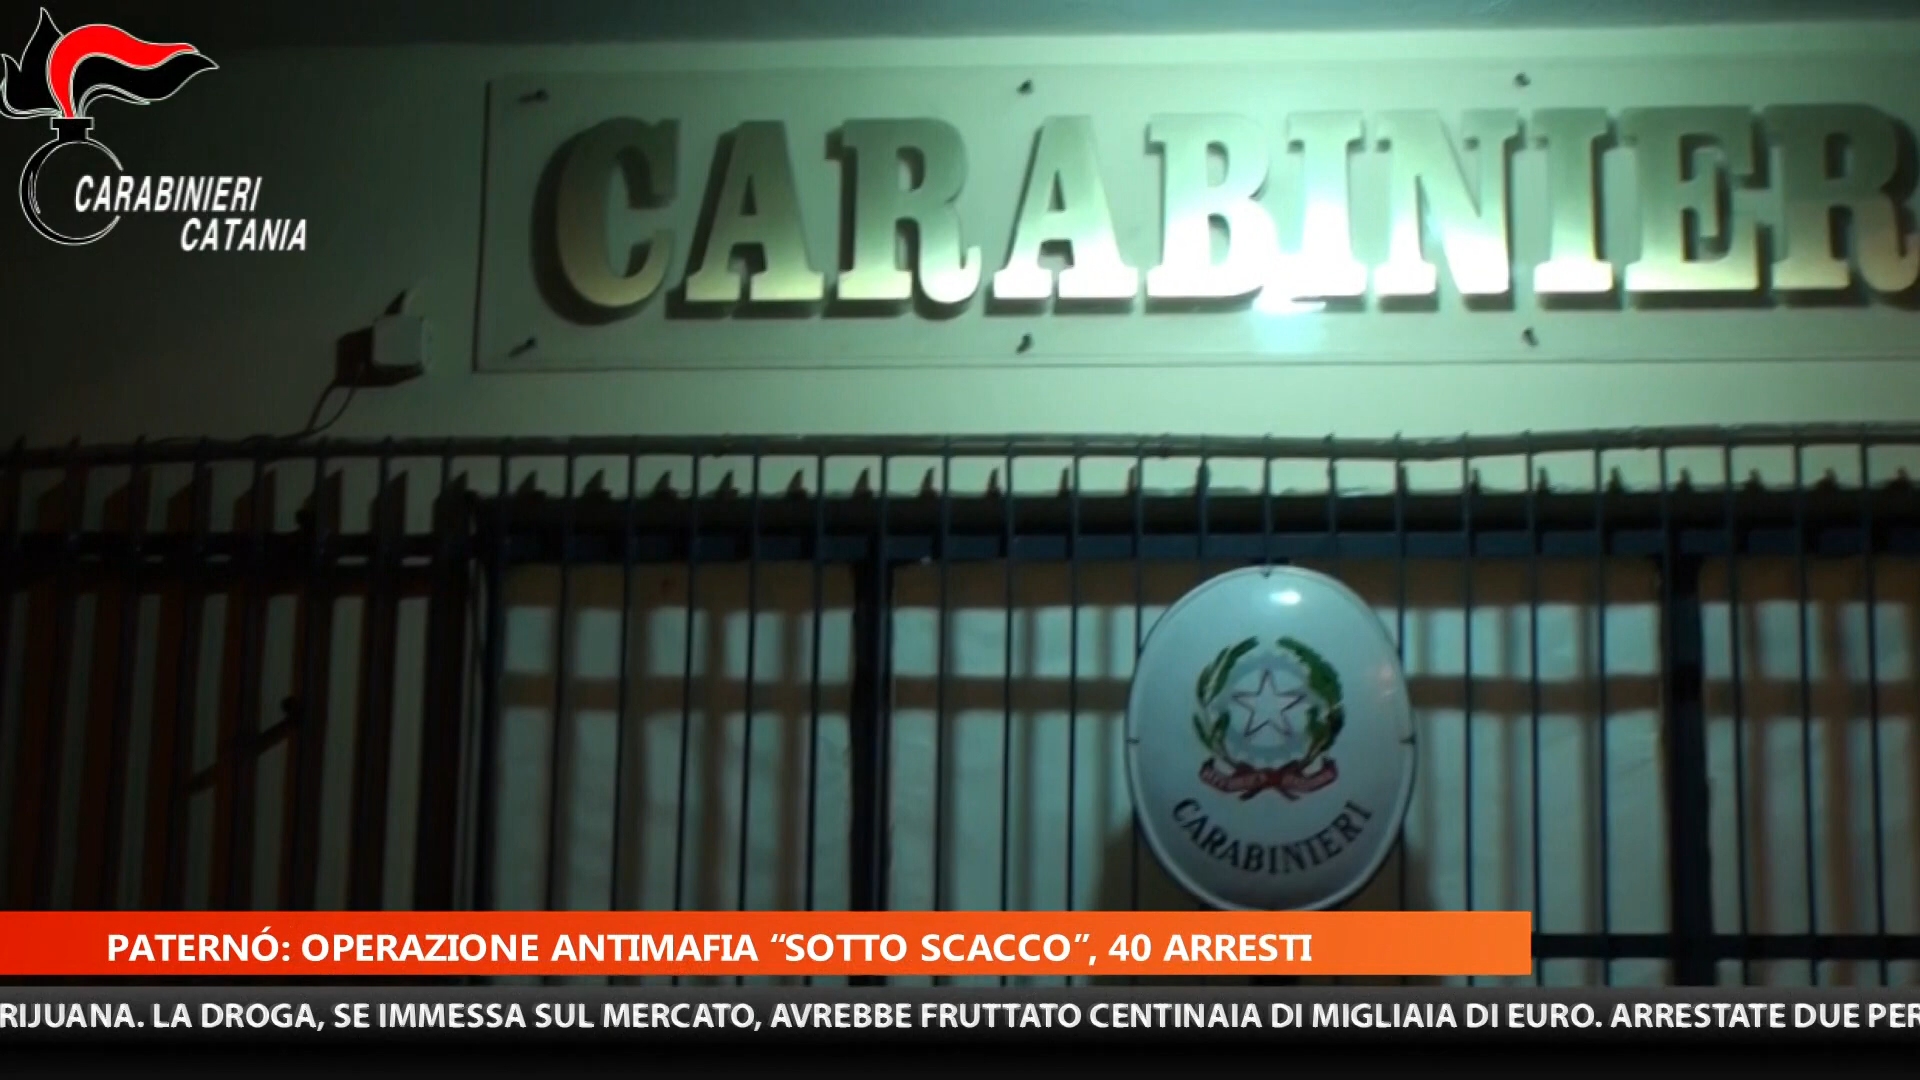 CARABINIERI
CATANIA
CARABINIER
CARABINIERI
PATERNÓ: OPERAZIONE ANTIMAFIA “SOTTO SCACCO”, 40 ARRESTI
RIJUANA. LA DROGA, SE IMMESSA SUL MERCATO, AVREBBE FRUTTATO CENTINAIA DI MIGLIAIA DI EURO. ARRESTATE DUE PER